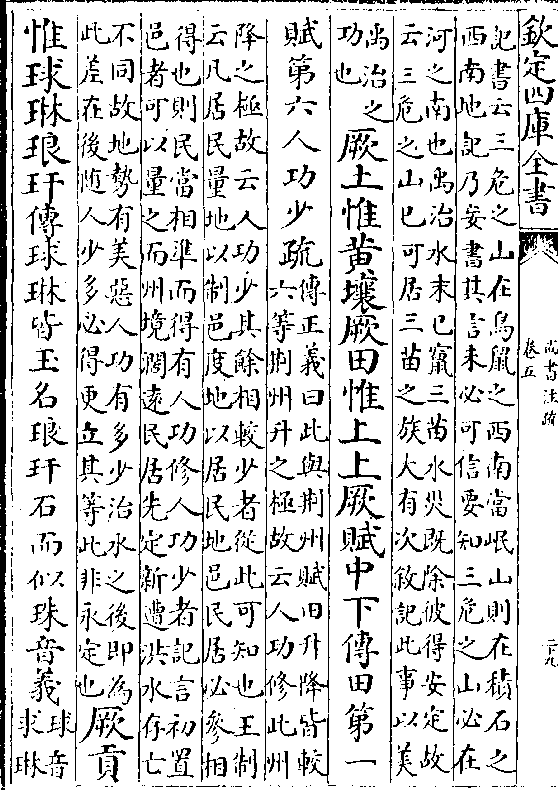 欽定四庫全書
尚書注疏
卷五
二十九
記書云三危之山在鳥鼠之西南當岷山則在積石之
西南地記乃妄書其言未必可信要知三危之山必在
河之南也禹治水末已竄三苗水災既除彼得安定故
云三危之山已可居三苗之族大有次敘記此事以美
禹治之
功也
厥土惟黃壤厥田惟上上厥賦中下傳田第一
賦第六人功少疏
傳正義曰此與荆州賦田升降皆較
六等荆州升之極故云人功修此州
降之極故云人功少其餘相較少者從此可知也王制
云凡居民量地以制邑度地以居民地邑民居必參相
得也則民當相準而得有人功修人功少者記言初置
邑者可以量之而州境濶遠民居先定新遭洪水存亡
不同故地勢有美惡人功有多少治水之後即為
此差在後隨人少多必得更立其等此非永定也
厥貢
惟球琳琅玕傳球琳皆玉名琅玕石而似珠音義
球音
求琳